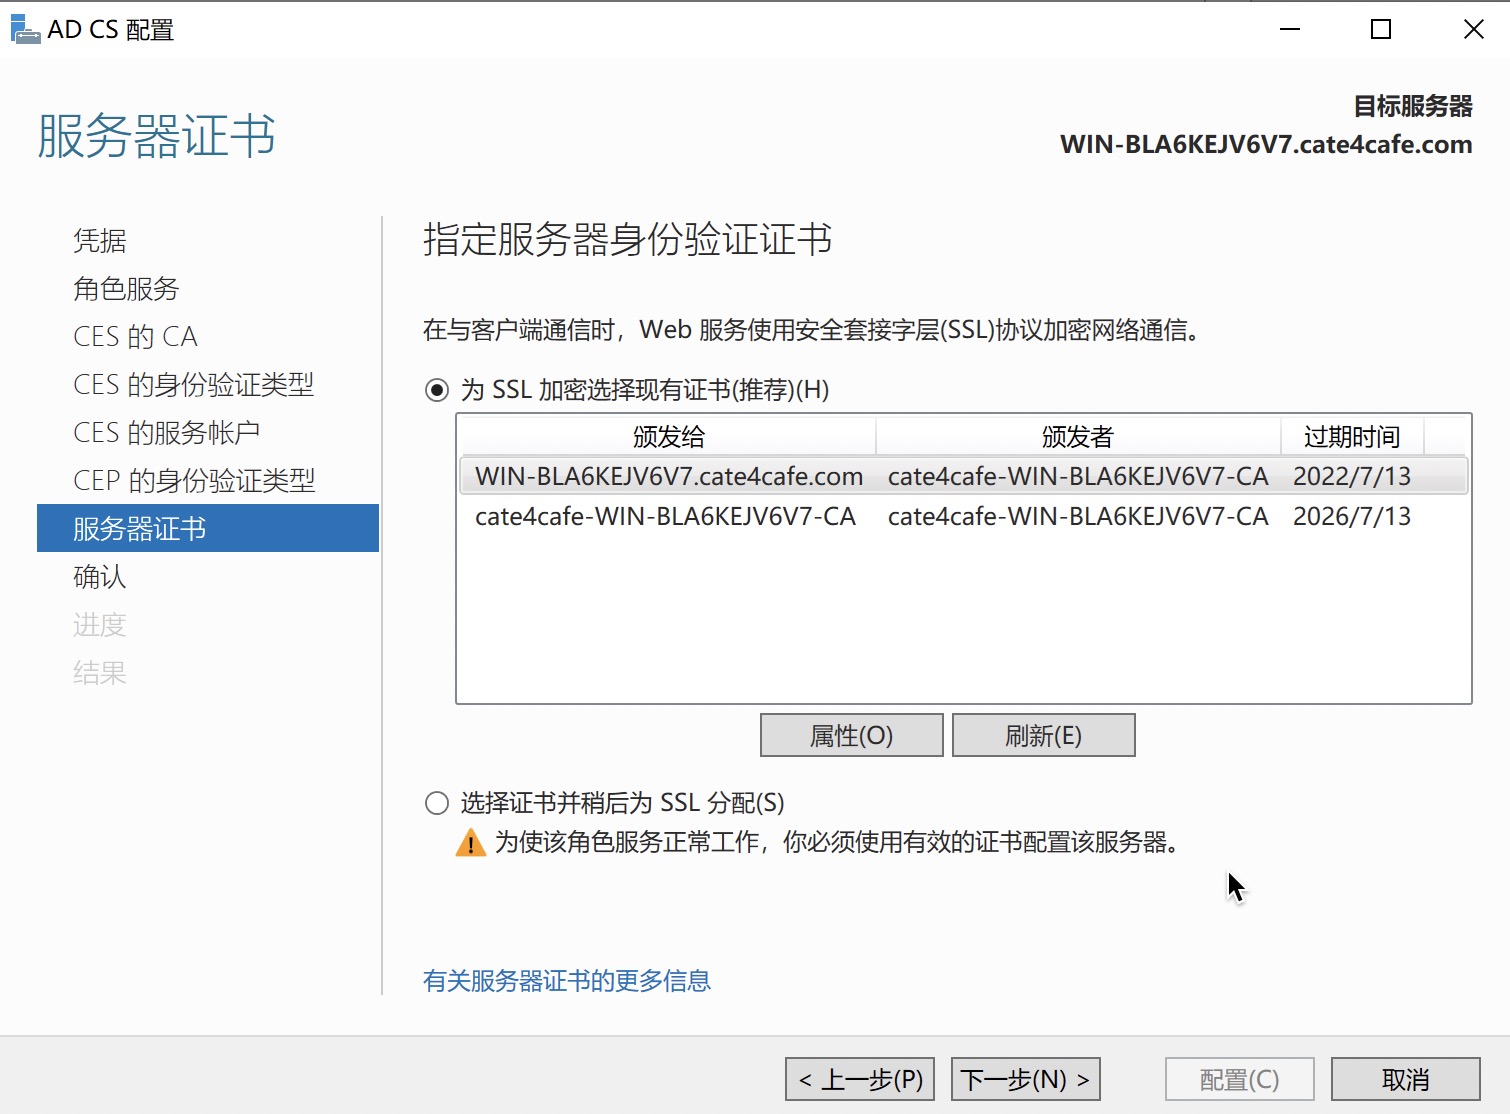 AD CS 配置
服务器证书
目标服务器
WIN-BLA6KEJV6V7.cate4cafe.com
凭据
角色服务
CES 的 CA
CES 的身份验证类型
CES 的服务帐户
CEP 的身份验证类型
服务器证书
确认
进度
结果
指定服务器身份验证证书
在与客户端通信时，Web 服务使用安全套接字层(SSL)协议加密网络通信。
为 SSL 加密选择现有证书(推荐)(H)
颁发给 颁发者 过期时间
WIN-BLA6KEJV6V7.cate4cafe.com cate4cafe-WIN-BLA6KEJV6V7-CA 2022/7/13
cate4cafe-WIN-BLA6KEJV6V7-CA cate4cafe-WIN-BLA6KEJV6V7-CA 2026/7/13
属性(O) 刷新(E)
选择证书并稍后为 SSL 分配(S)
为使该角色服务正常工作，你必须使用有效的证书配置该服务器。
有关服务器证书的更多信息
< 上一步(P) 下一步(N) > 配置(C) 取消